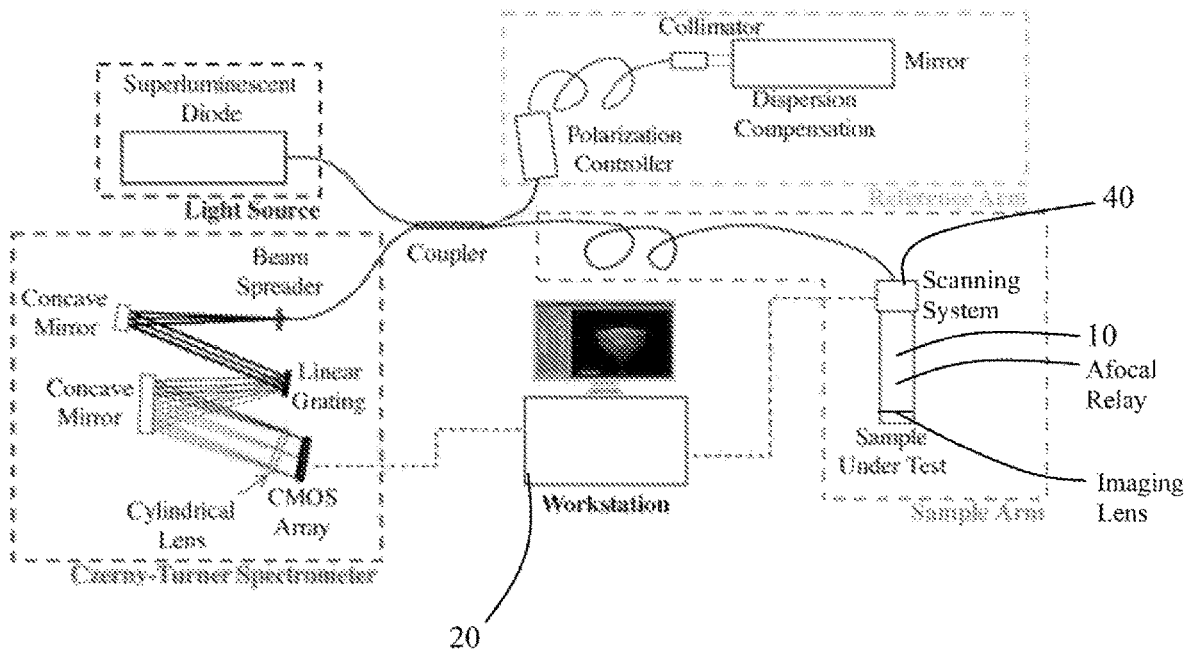 Superluminescent
Diode
Light Source
Collimator
Mirror
Dispersion
Compensation
Polarization
Controller
Reference Arm
40
Coupler
Beam
Spreader
Concave
Mirror
Linear
Grating
Concave
Mirror
Cylindrical
Lens
CMOS
Array
Czerny-Turner Spectrometer
Workstation
20
Scanning
System
10
Afocal
Relay
Sample
Under Test
Imaging
Lens
Sample Arm